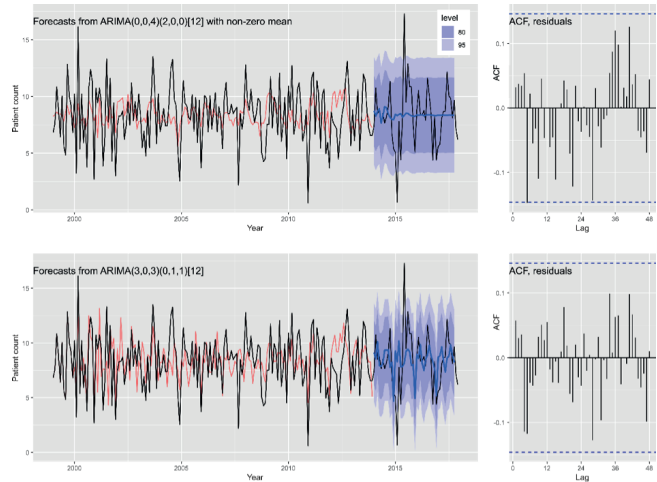 Forecasts from ARIMA(0,0,4)(2,0,0)[12] with non-zero mean
level
80
95
Patient count
15
10
5
0
2000
2005
2010
2015
Year
ACF, residuals
ACF
0.1
0.0
-0.1
0
12
24
36
48
Lag
Forecasts from ARIMA(3,0,3)(0,1,1)[12]
Patient count
15
10
5
0
2000
2005
2010
2015
Year
ACF, residuals
ACF
0.1
0.0
-0.1
0
12
24
36
48
Lag